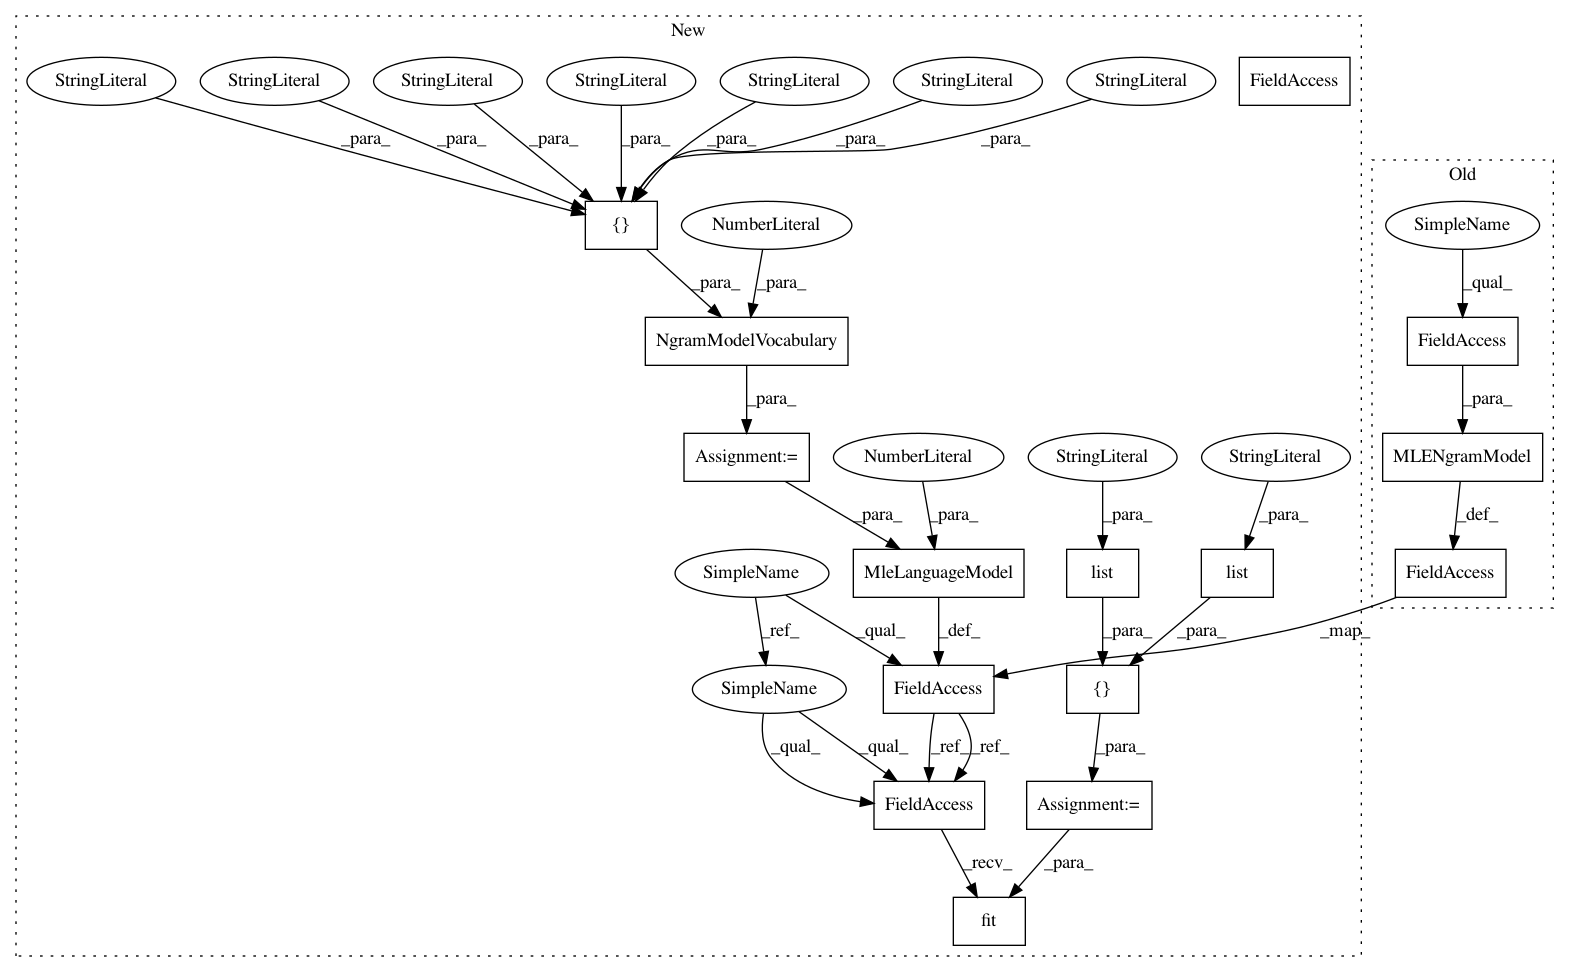 New
StringLiteral StringLiteral StringLiteral StringLiteral StringLiteral StringLiteral StringLiteral FieldAccess
_para_ _para_ _para_ _para_ _para_ _para_ _para_
Old
{} NumberLiteral SimpleName
_para_ _para_ _qual_
NgramModelVocabulary FieldAccess
_para_ _para_
Assignment:= NumberLiteral StringLiteral StringLiteral MLENgramModel
_para_ _para_ _para_ _para_ _def_
SimpleName MleLanguageModel list list FieldAccess
_ref_ _qual_ _def_ _para_ _para_ _map_
SimpleName FieldAccess {}
_qual_ _qual_ _ref_ _ref_ _para_
FieldAccess Assignment:=
_recv_ _para_
fit